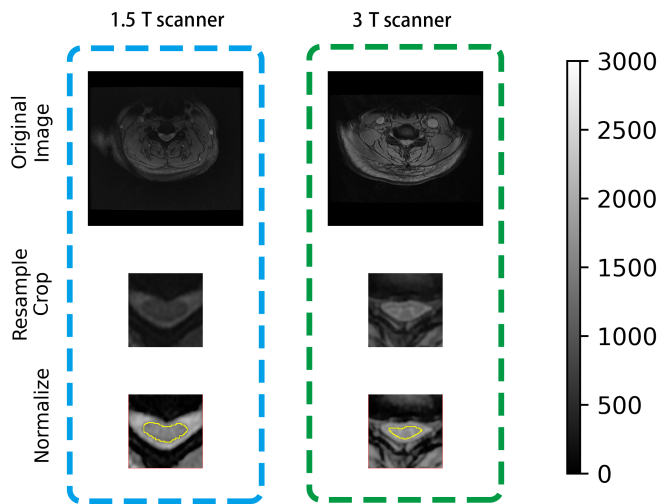 1.5 T scanner
3 T scanner
Original
Image
Resample
Crop
Normalize
3000
2500
2000
1500
1000
500
0